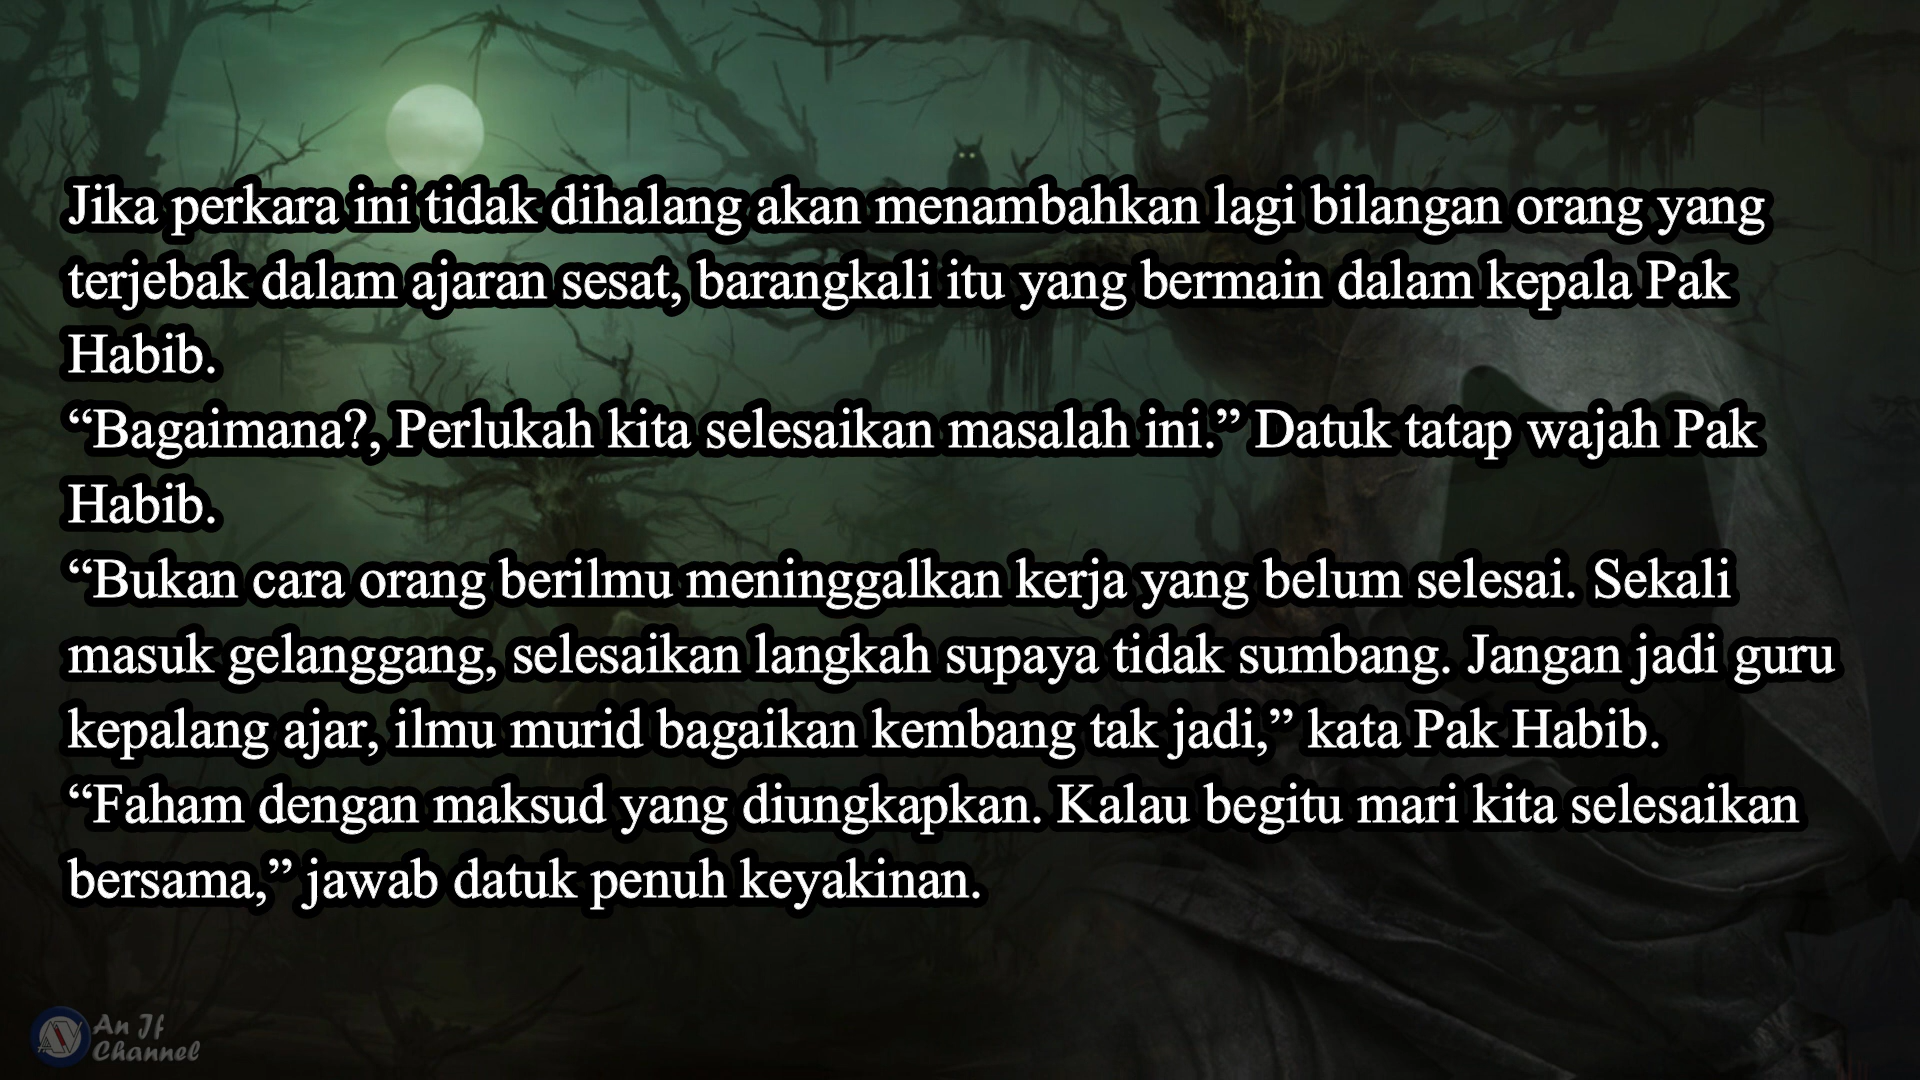 Jika perkara ini tidak dihalang akan menambahkan lagi bilangan orang yang
terjebak dalam ajaran sesat, barangkali itu yang bermain dalam kepala Pak
Habib.
“Bagaimana?, Perlukah kita selesaikan masalah ini.” Datuk tatap wajah Pak
Habib.
“Bukan cara orang berilmu meninggalkan kerja yang belum selesai. Sekali
masuk gelanggang, selesaikan langkah supaya tidak sumbang. Jangan jadi guru
kepalang ajar, ilmu murid bagaikan kembang tak jadi,” kata Pak Habib.
“Faham dengan maksud yang diungkapkan. Kalau begitu mari kita selesaikan
bersama,” jawab datuk penuh keyakinan.
An If
Channel